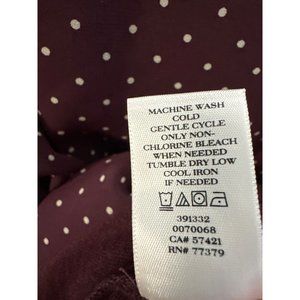 MACHINE WASH
COLD
GENTLE CYCLE
ONLY NON-
CHLORINE BLEACH
WHEN NEEDED
TUMBLE DRY LOW
COOL IRON
IF NEEDED
391332
0070068
CA# 57421
RN# 77379